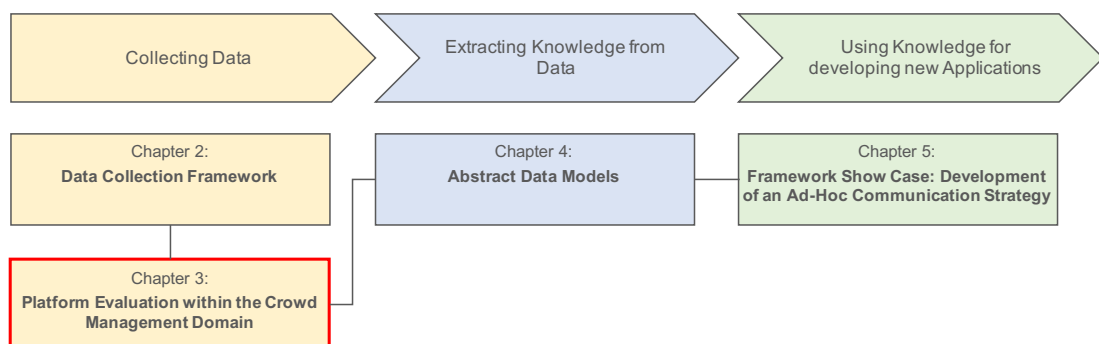 Collecting Data
Extracting Knowledge from
Data
Using Knowledge for
developing new Applications
Chapter 2:
Data Collection Framework
Chapter 4:
Abstract Data Models
Chapter 5:
Framework Show Case: Development
of an Ad-Hoc Communication Strategy
Chapter 3:
Platform Evaluation within the Crowd
Management Domain